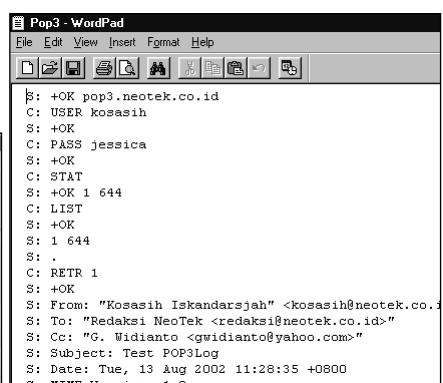 Pop3 - WordPad
File Edit View Insert Format Help
S: +OK pop3.neotek.co.id
C: USER kosasih
S: +OK
C: PASS jessica
S: +OK
C: STAT
S: +OK 1 644
C: LIST
S: +OK
S: 1 644
S: .
C: RETR 1
S: +OK
S: From: "Kosasih Iskandarsjah" <kosasih@neotek.co.i
S: To: "Redaksi NeoTek <redaksi@neotek.co.id>"
S: Cc: "G. Widianto <gwidianto@yahoo.com>"
S: Subject: Test POP3Log
S: Date: Tue, 13 Aug 2002 11:28:35 +0800